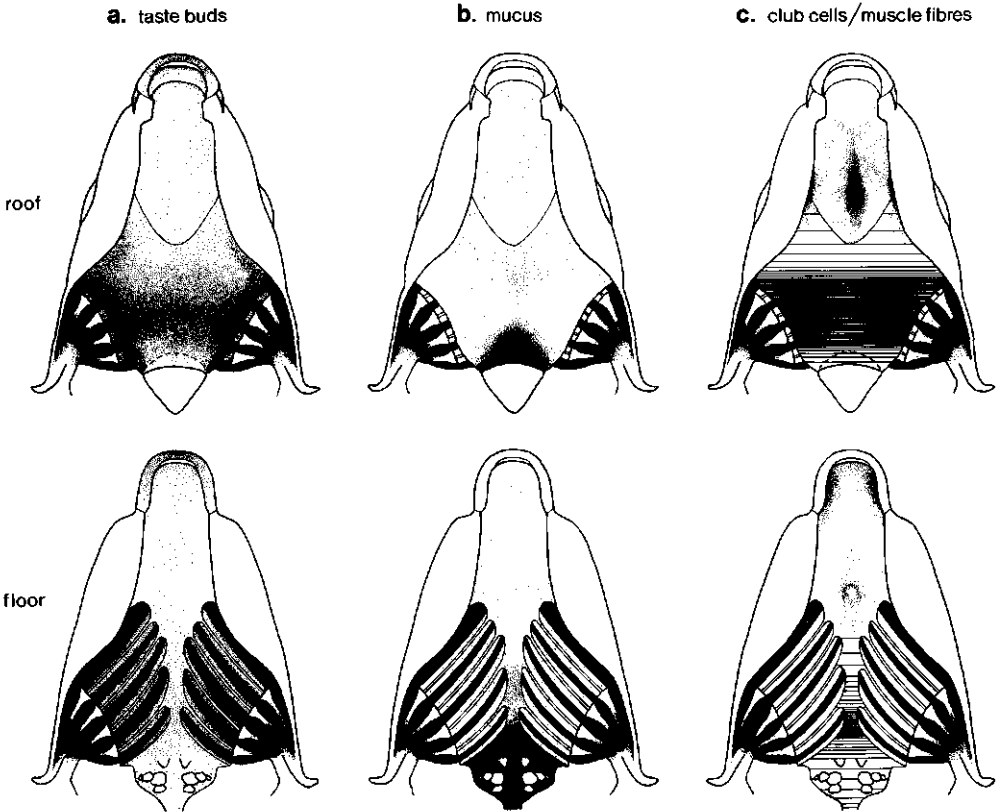 a. taste buds
b. mucus
c. club cells/muscle fibres
roof
floor